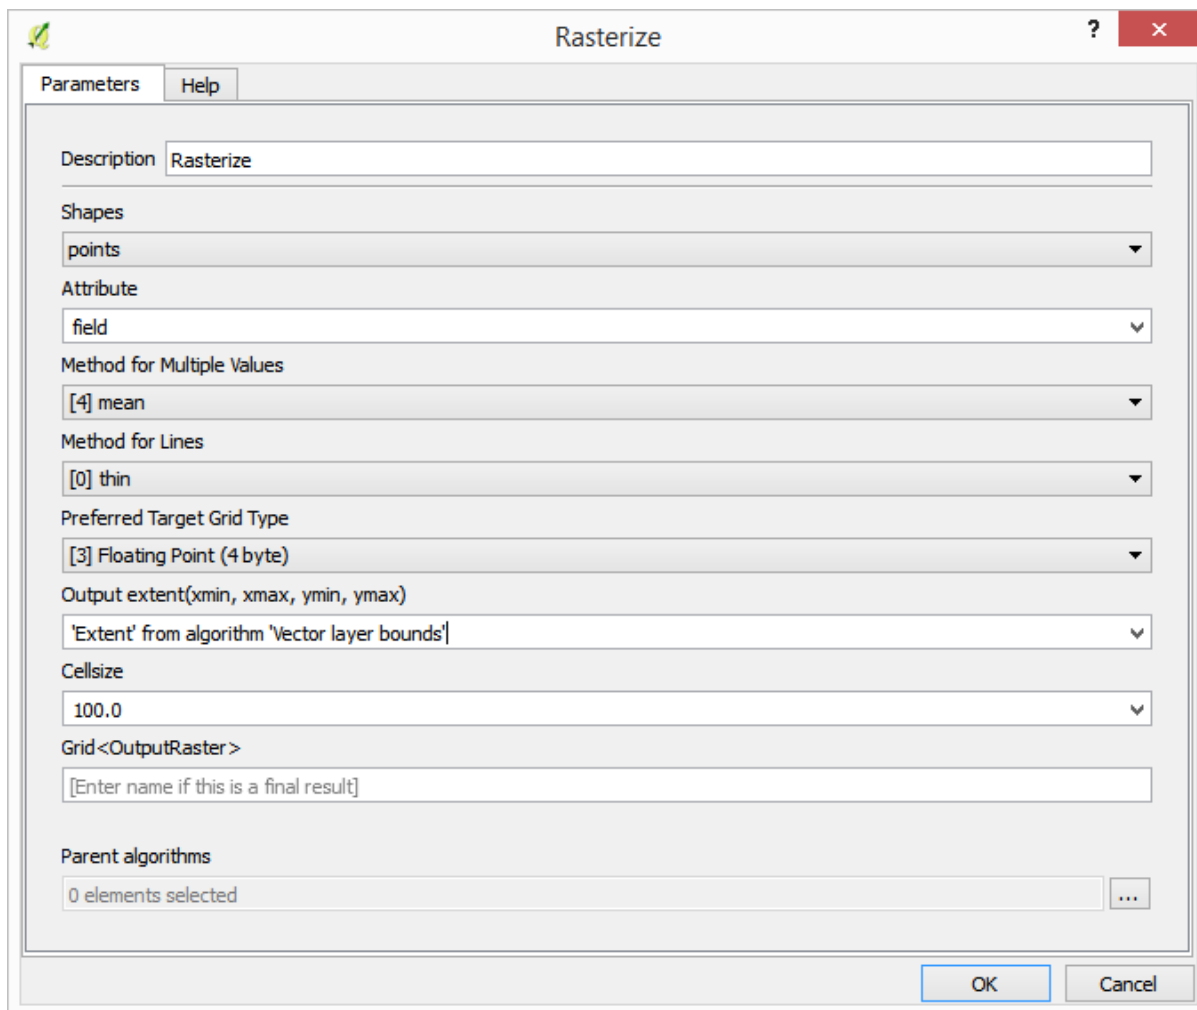 Rasterize
?
Parameters
Help
Description
Rasterize
Shapes
points
Attribute
field
Method for Multiple Values
[4] mean
Method for Lines
[0] thin
Preferred Target Grid Type
[3] Floating Point (4 byte)
Output extent(xmin, xmax, ymin, ymax)
'Extent' from algorithm 'Vector layer bounds'
Cellsize
100.0
Grid<OutputRaster>
[Enter name if this is a final result]
Parent algorithms
0 elements selected
...
OK
Cancel